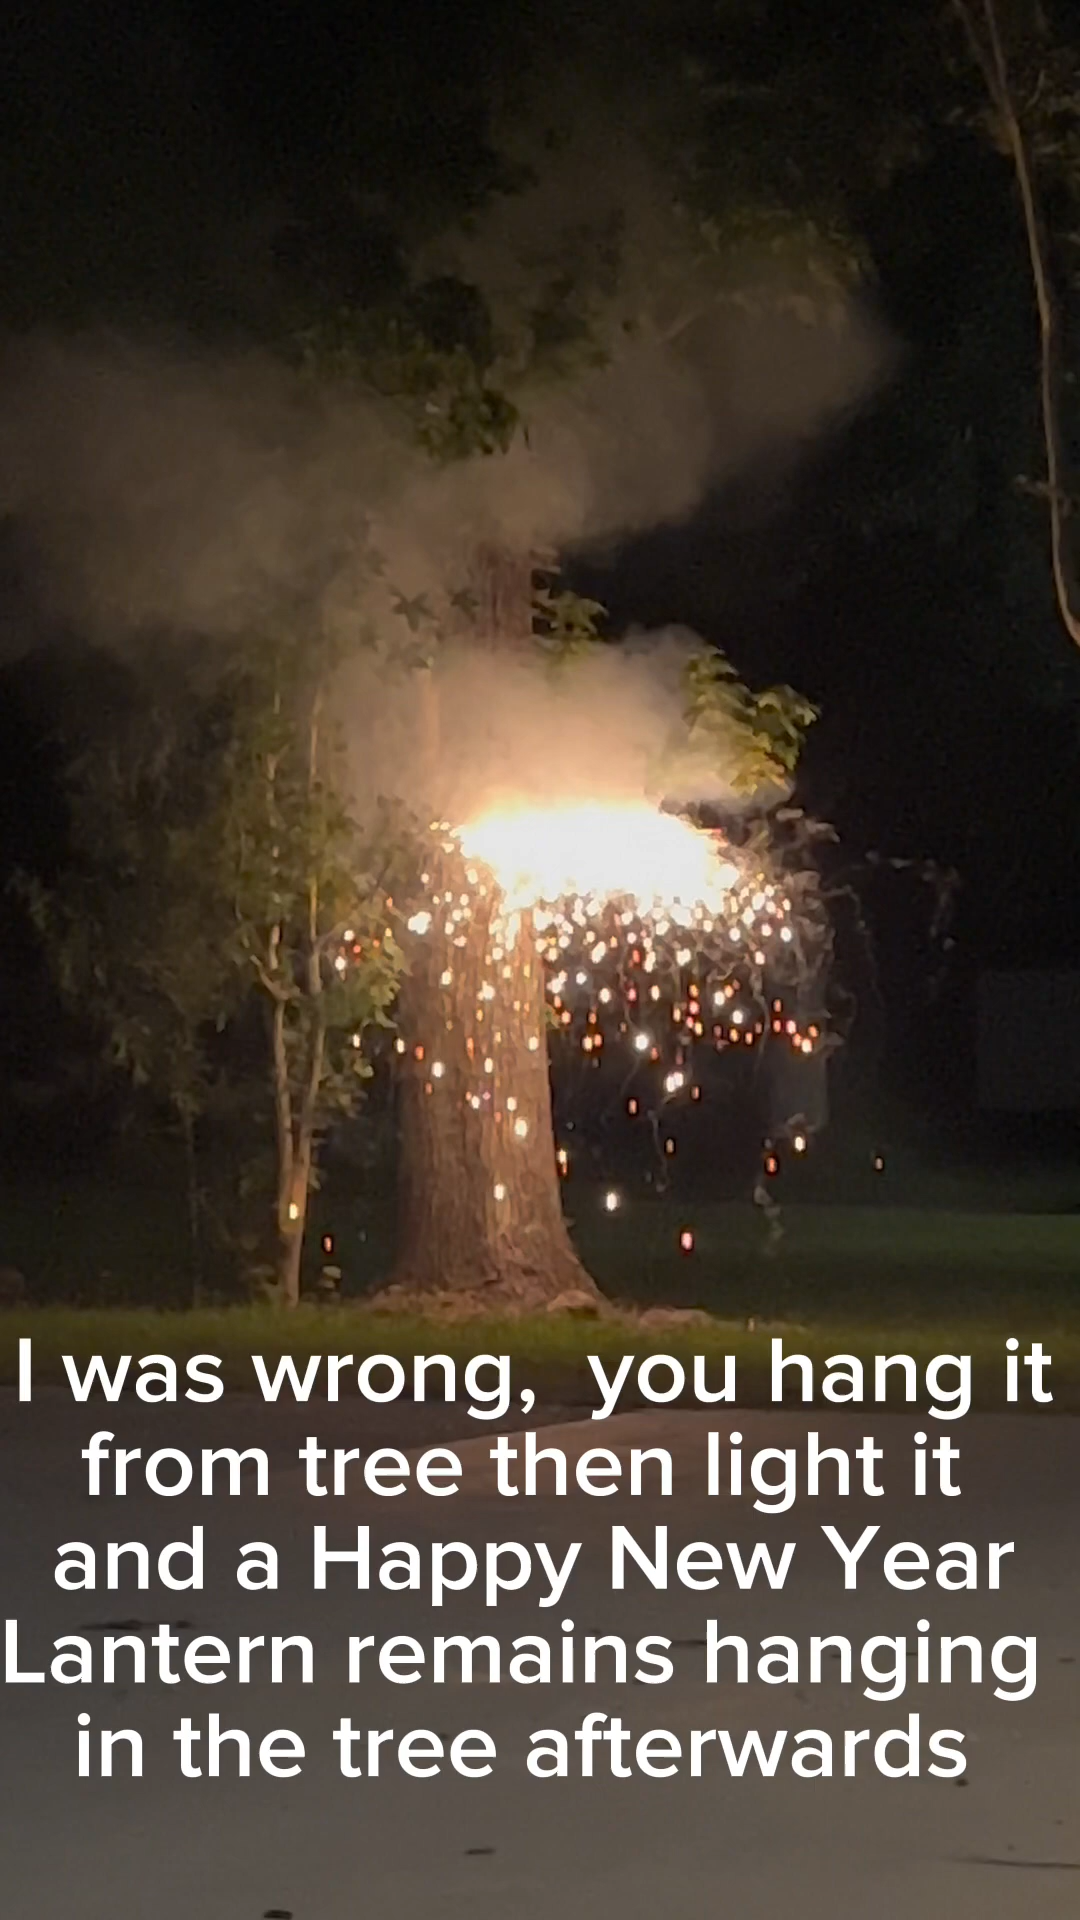 I was wrong,  you hang it
from tree then light it
and a Happy New Year
Lantern remains hanging
in the tree afterwards